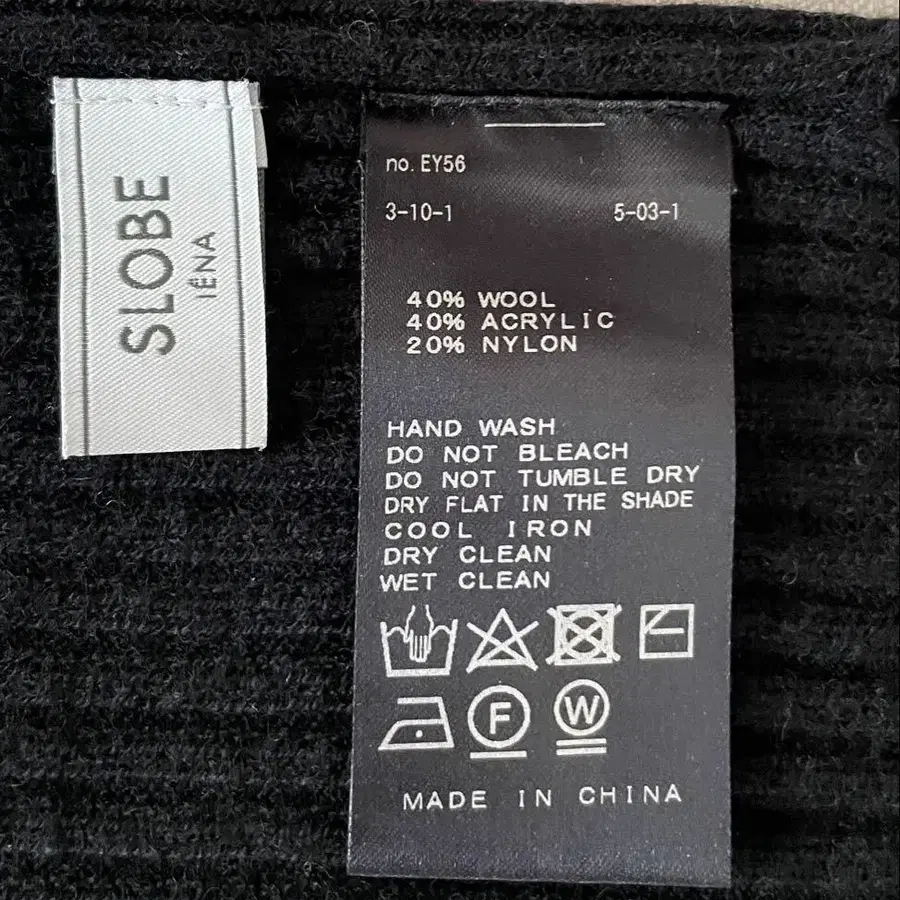 SLOBE
IÉNA
no. EY56
3-10-1 5-03-1
40% WOOL
40% ACRYLIC
20% NYLON
HAND WASH
DO NOT BLEACH
DO NOT TUMBLE DRY
DRY FLAT IN THE SHADE
COOL IRON
DRY CLEAN
WET CLEAN
F W
MADE IN CHINA